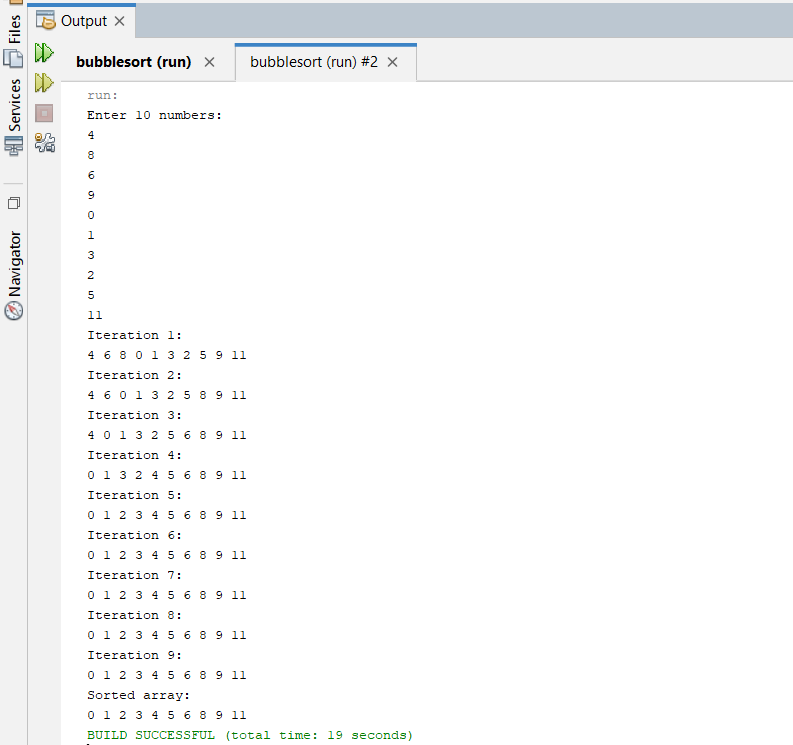 Output
Files
Services
Navigator
bubblesort (run)
bubblesort (run) #2
run:
Enter 10 numbers:
4
8
6
9
0
1
3
2
5
11
Iteration 1:
4 6 8 0 1 3 2 5 9 11
Iteration 2:
4 6 0 1 3 2 5 8 9 11
Iteration 3:
4 0 1 3 2 5 6 8 9 11
Iteration 4:
0 1 3 2 4 5 6 8 9 11
Iteration 5:
0 1 2 3 4 5 6 8 9 11
Iteration 6:
0 1 2 3 4 5 6 8 9 11
Iteration 7:
0 1 2 3 4 5 6 8 9 11
Iteration 8:
0 1 2 3 4 5 6 8 9 11
Iteration 9:
0 1 2 3 4 5 6 8 9 11
Sorted array:
0 1 2 3 4 5 6 8 9 11
BUILD SUCCESSFUL (total time: 19 seconds)